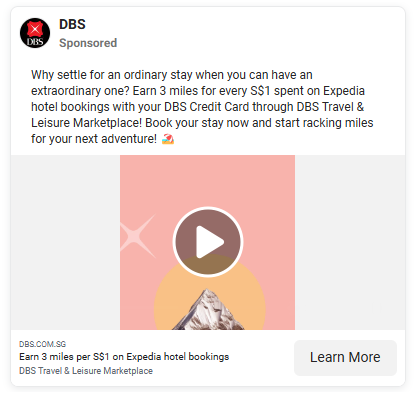 DBS
DBS
Sponsored
Why settle for an ordinary stay when you can have an
extraordinary one? Earn 3 miles for every S$1 spent on Expedia
hotel bookings with your DBS Credit Card through DBS Travel &
Leisure Marketplace! Book your stay now and start racking miles
for your next adventure! 🏖️
DBS.COM.SG
Earn 3 miles per S$1 on Expedia hotel bookings
DBS Travel & Leisure Marketplace
Learn More